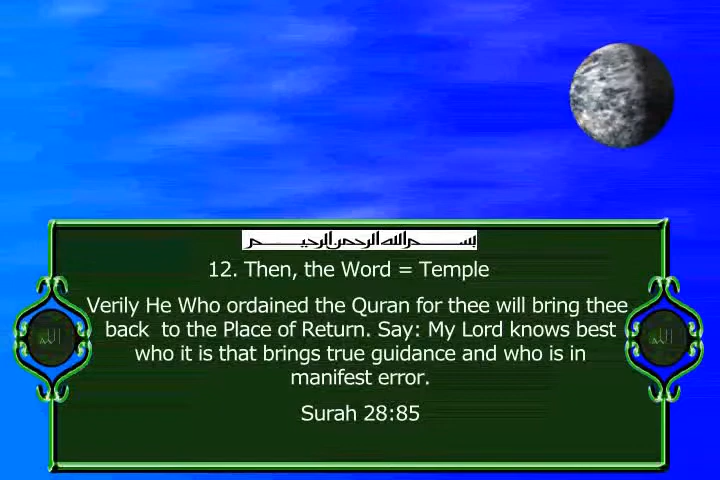 بسم الله الرحمن الرحيم
12. Then, the Word = Temple
Verily He Who ordained the Quran for thee will bring thee
back to the Place of Return. Say: My Lord knows best
who it is that brings true guidance and who is in
manifest error.
Surah 28:85
الله
الله